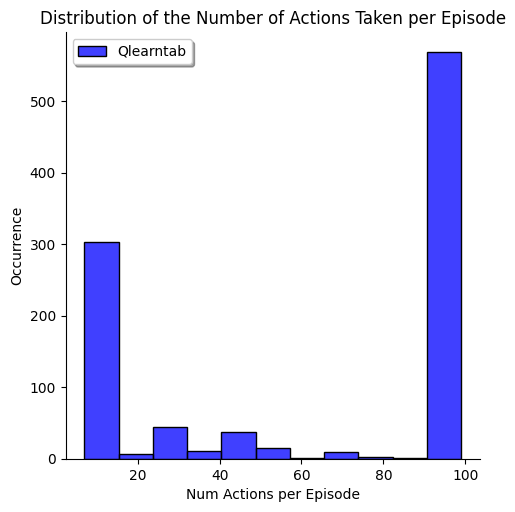 Distribution of the Number of Actions Taken per Episode
Qlearntab
Occurrence
500
400
300
200
100
0
20
40
60
80
100
Num Actions per Episode